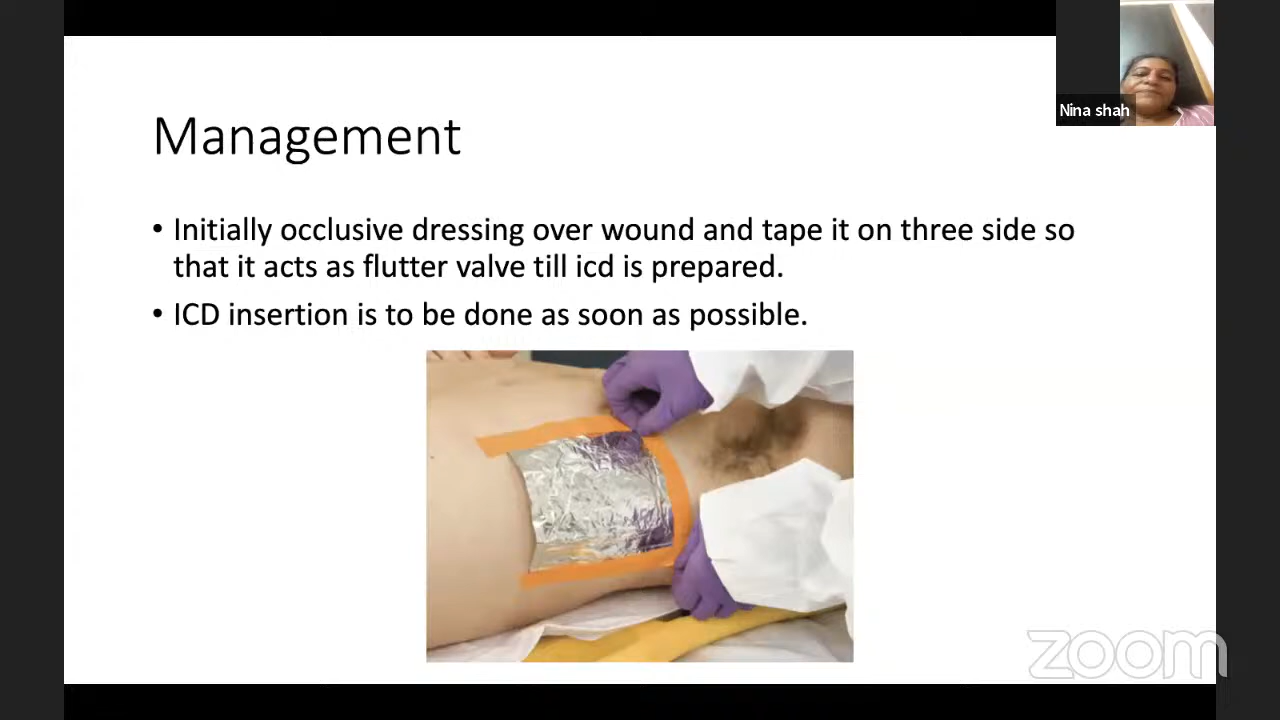 Nina shah
Management
• Initially occlusive dressing over wound and tape it on three side so
that it acts as flutter valve till icd is prepared.
• ICD insertion is to be done as soon as possible.
zoom